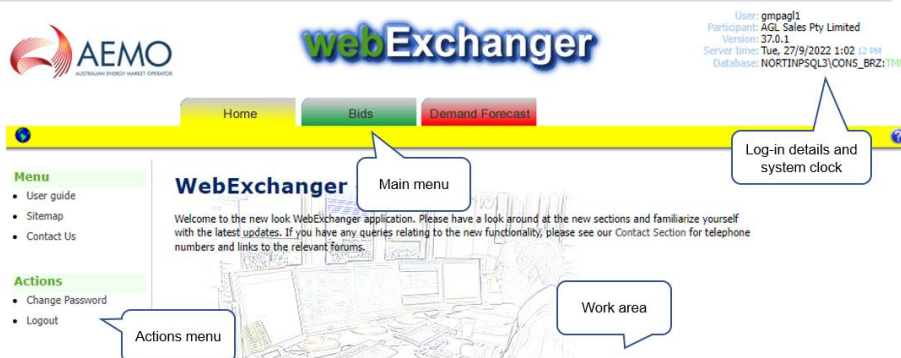 AEMO
AUSTRALIAN ENERGY MARKET OPERATOR
webExchanger
User: gmpagl1
Participant: AGL Sales Pty Limited
Version: 37.0.1
Server time: Tue, 27/9/2022 1:02 12 PM
Database: NORTINPSQL3\CONS_BRZ:TM
Home
Bids
Demand Forecast
Log-in details and
system clock
Main menu
Menu
User guide
Sitemap
Contact Us
WebExchanger
Welcome to the new look WebExchanger application. Please have a look around at the new sections and familiarize yourself
with the latest updates. If you have any queries relating to the new functionality, please see our Contact Section for telephone
numbers and links to the relevant forums.
Actions
Change Password
Logout
Actions menu
Work area